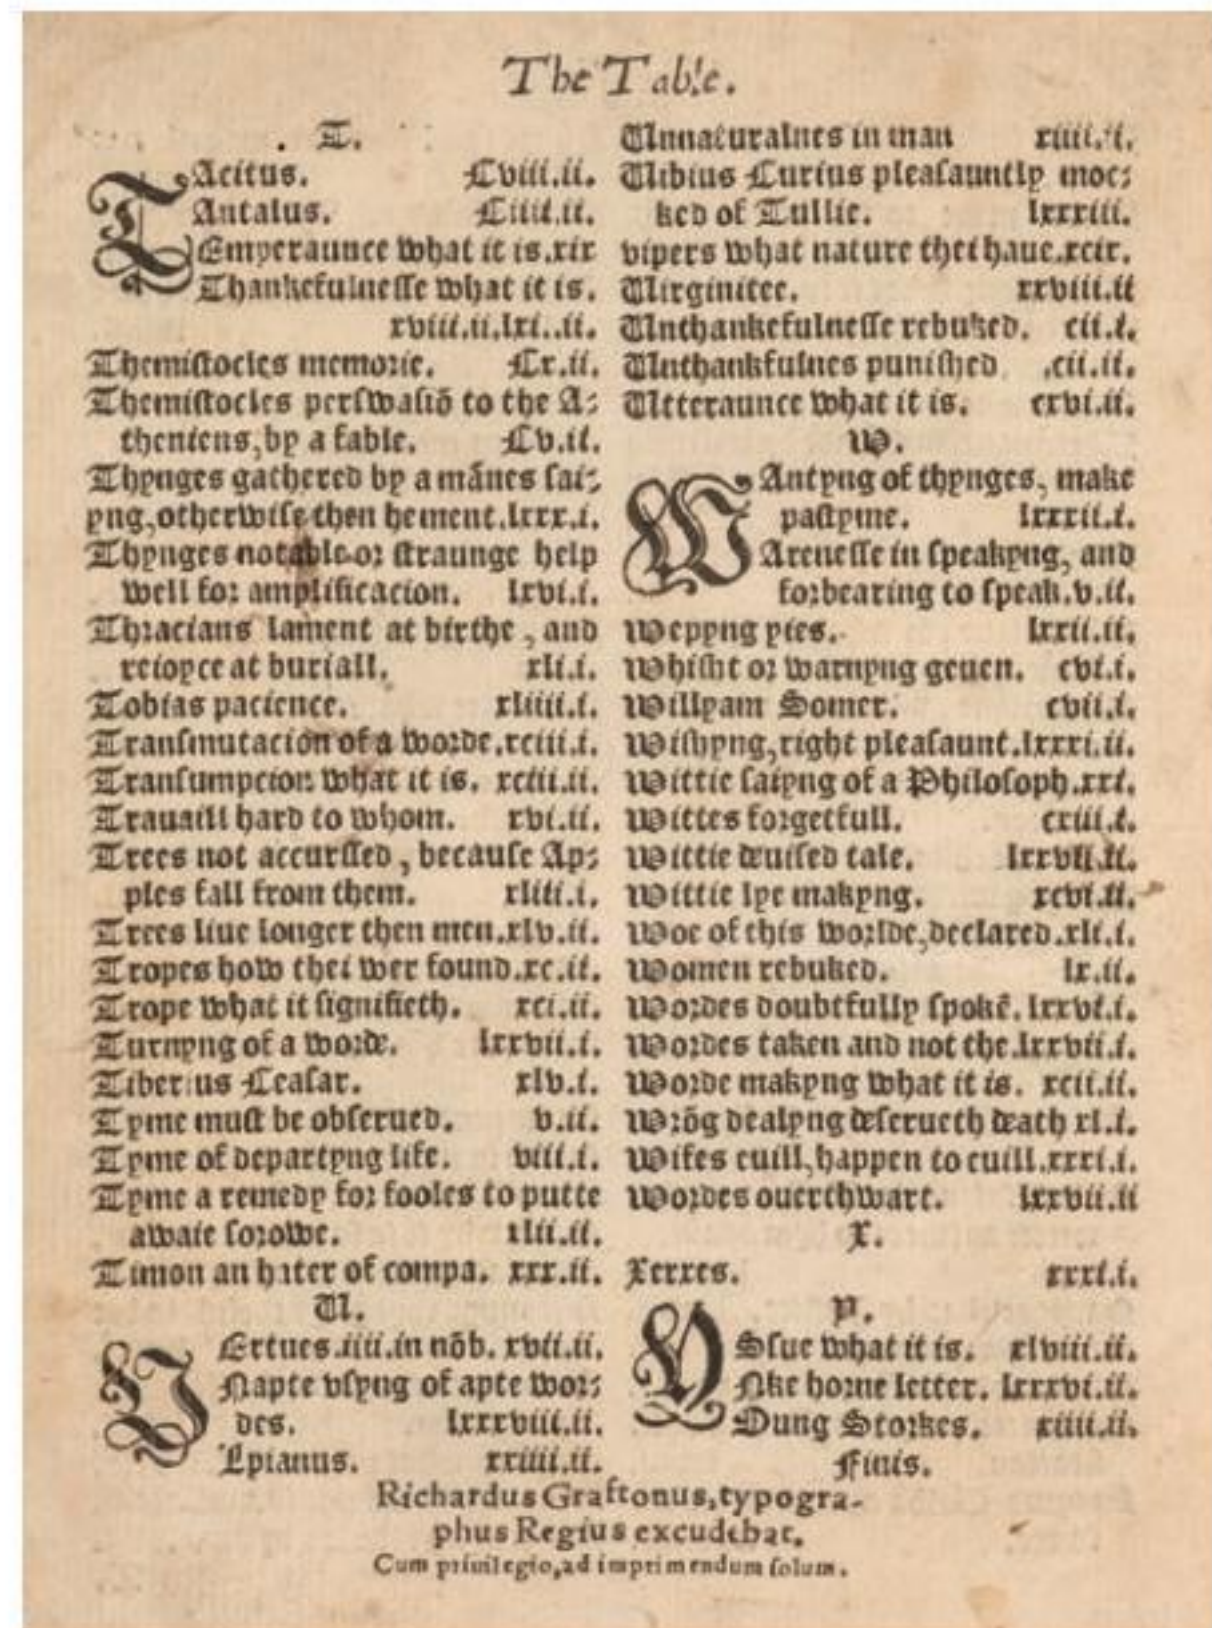 The Table.
T.
TAcitus. Cviii.ii.
Antalus. Ciiii.ii.
Emperaunce what it is.xix
Thankefulnesse what it is.
xviii.ii.lxi..ii.
Themistocles memorie. Cx.ii.
Themistocles perswasiō to the A:
theniens,by a fable. Cv.ii.
Thynges gathered by a mānes sai:
yng,otherwise then he ment.lxxx.i.
Thynges notable or straunge help
well for amplificacion. lxvi.i.
Thracians lament at birthe, and
reioyce at buriall. xli.i.
Tobias pacience. xliiii.i.
Transmutacion of a worde.xciii.i.
Transumpcion what it is. xciii.ii.
Trauaill hard to whom. xvi.ii.
Trees not accurssed, because Ap:
ples fall from them. xliii.i.
Trees liue longer then men.xlv.ii.
Tropes how thei wer found.xc.ii.
Trope what it signifieth. xci.ii.
Turnyng of a worde. lxxvii.i.
Tiberius Ceasar. xlv.i.
Tyme must be obserued. v.ii.
Tyme of departyng life. viii.i.
Tyme a remedy for fooles to putte
awaie sorowe. xlii.ii.
Timon an hater of compa. xxx.ii.
U.
VErtues .iiii.in nōb. xvii.ii.
Napte vsyng of apte wor:
des. lxxxviii.ii.
Lpianus. xxiiii.ii.
Unnaturalnes in man xiiii.i.
Uibius Curius pleasauntly moc:
ked of Tullie. lxxxiii.
vipers what nature thei haue.xcix.
Uirginitee. xxviii.ii
Unthankefulnesse rebuked. cii.i.
Unthankfulnes punished .cii.ii.
Utteraunce what it is. cxvi.ii.
W.
WAntyng of thynges, make
pastyme. lxxxii.i.
Arenesse in speakyng, and
forbearing to speak.v.ii.
Weppyng yies. lxxii.ii.
Whisht or warnyng geuen. cvi.i.
Willyam Somer. cvii.i.
Wishyng,right pleasaunt.lxxxi.ii.
Wittie saiyng of a Philosoph.xxi.
Wittes forgetfull. cxiii.i.
Wittie deuised tale. lxxvii.ii.
Wittie lye makyng. xcvi.ii.
Woe of this worlde,declared.xli.i.
Women rebuked. lx.ii.
Wordes doubtfully spokē. lxxvi.i.
Wordes taken and not the.lxxvii.i.
Worde makyng what it is. xcii.ii.
Wrōg dealyng deserueth death xl.i.
Wifes euill,happen to euill.xxxi.i.
Wordes ouerthwart. lxxvii.ii
X.
Xerxes. xxxi.i.
Y.
YSsue what it is. xlviii.ii.
Nke horne letter. lxxxvi.ii.
Oung Storkes. xiiii.ii.
Finis.
Richardus Graftonus,typogra-
phus Regius excudebat.
Cum priuilegio,ad imprimendum solum.